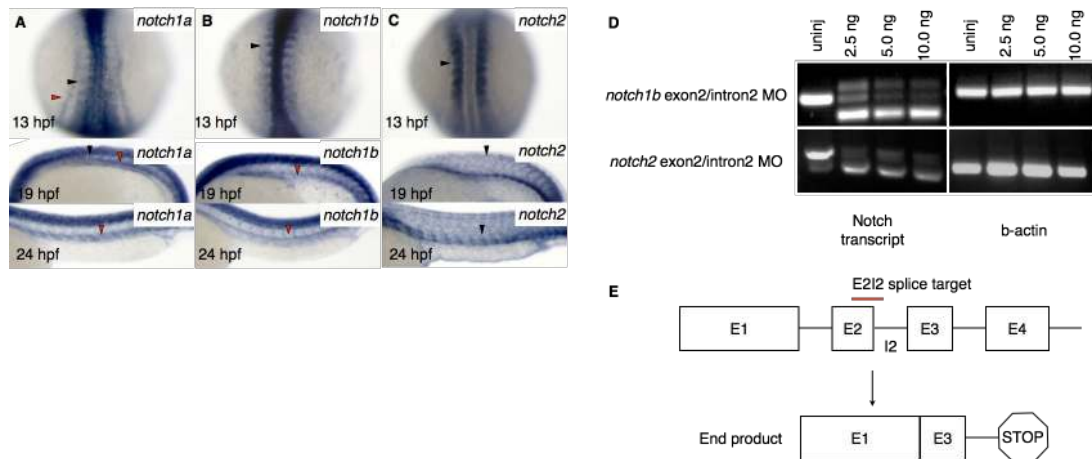 A notch1a B notch1b C notch2
13 hpf 13 hpf 13 hpf
notch1a notch1b notch2
19 hpf 19 hpf 19 hpf
notch1a notch1b notch2
24 hpf 24 hpf 24 hpf
D
uninj 2.5 ng 5.0 ng 10.0 ng uninj 2.5 ng 5.0 ng 10.0 ng
notch1b exon2/intron2 MO
notch2 exon2/intron2 MO
Notch
transcript
b-actin
E
E2I2 splice target
E1 E2 E3 E4
I2
End product E1 E3 STOP